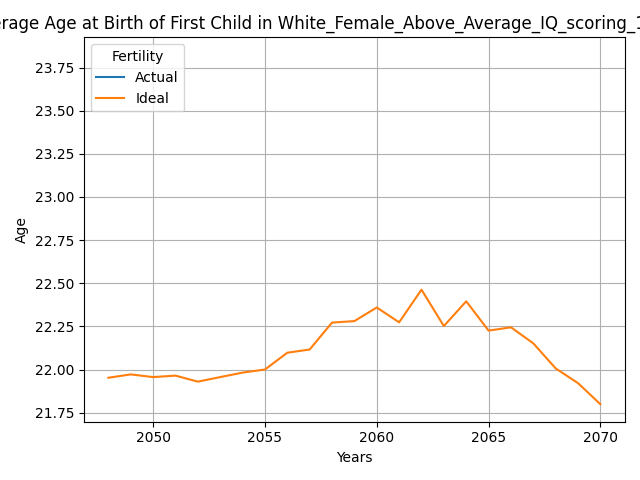 erage Age at Birth of First Child in White_Female_Above_Average_IQ_scoring_1
Fertility
Actual
Ideal
23.75
23.50
23.25
23.00
22.75
22.50
22.25
22.00
21.75
Age
2050 2055 2060 2065 2070
Years